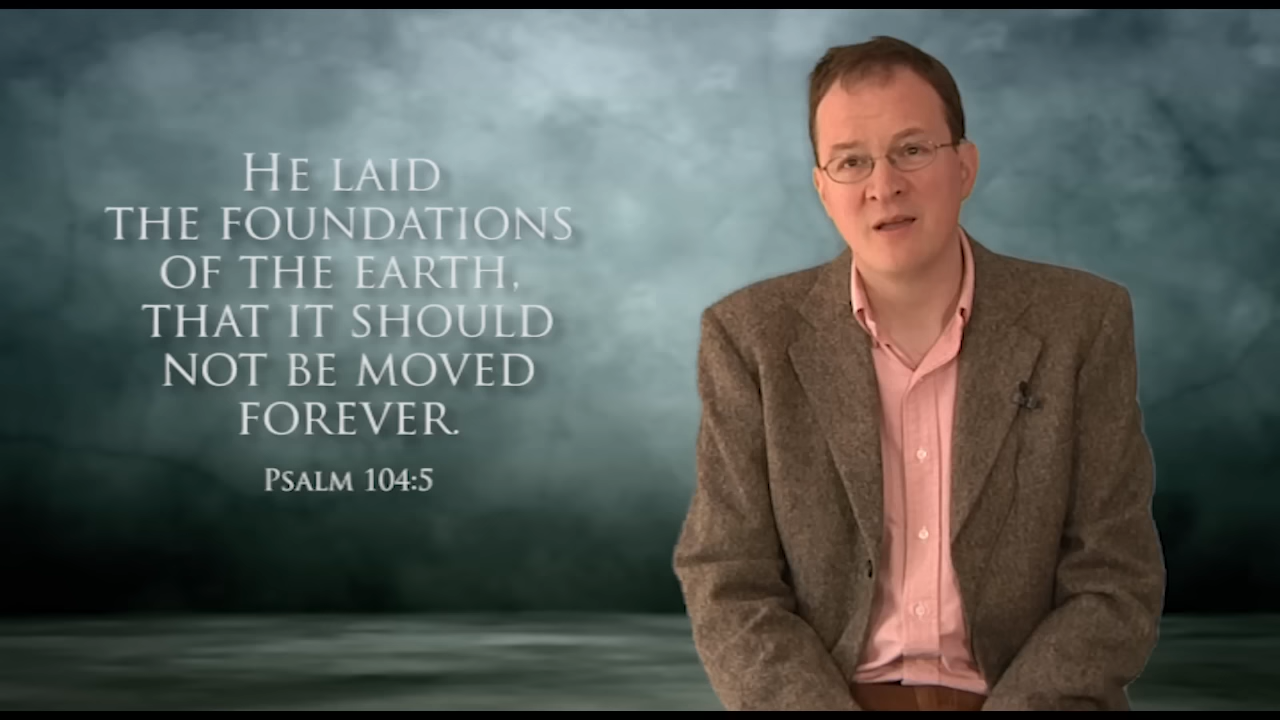 He laid
the foundations
of the earth,
that it should
not be moved
forever.
Psalm 104:5